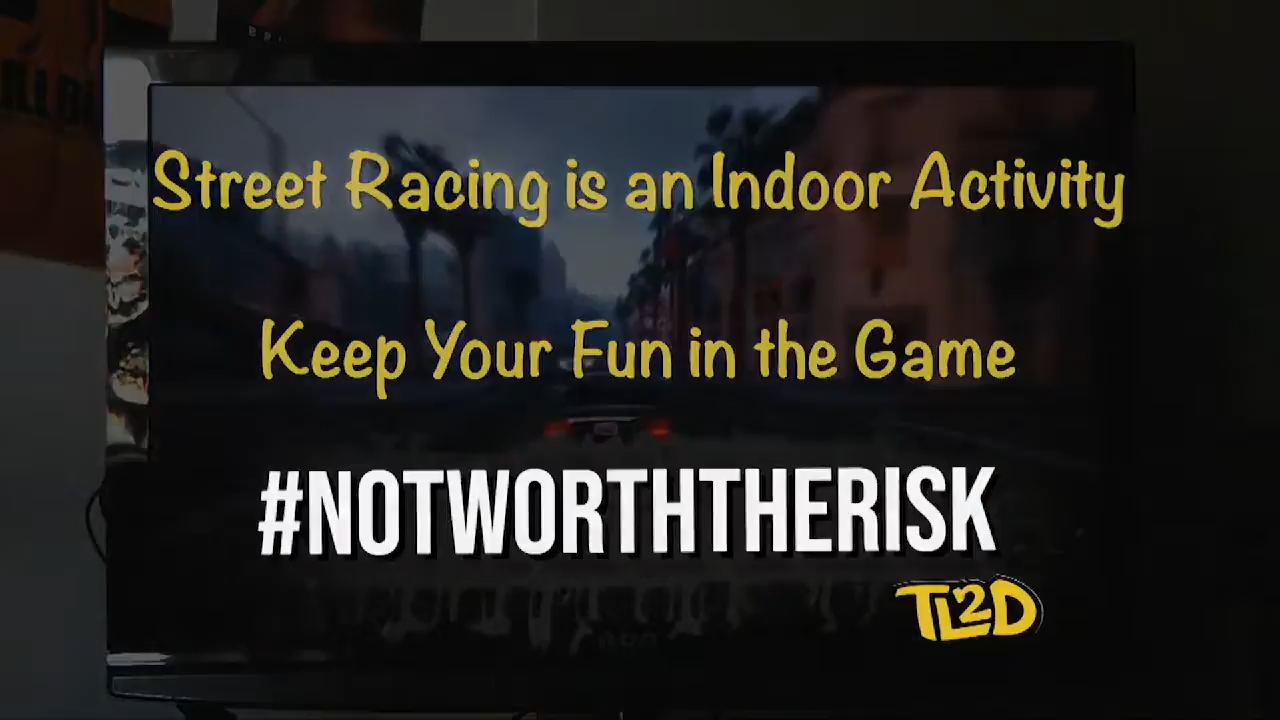 Street Racing is an Indoor Activity
Keep Your Fun in the Game
#NOTWORTHTHERISK
TL2D